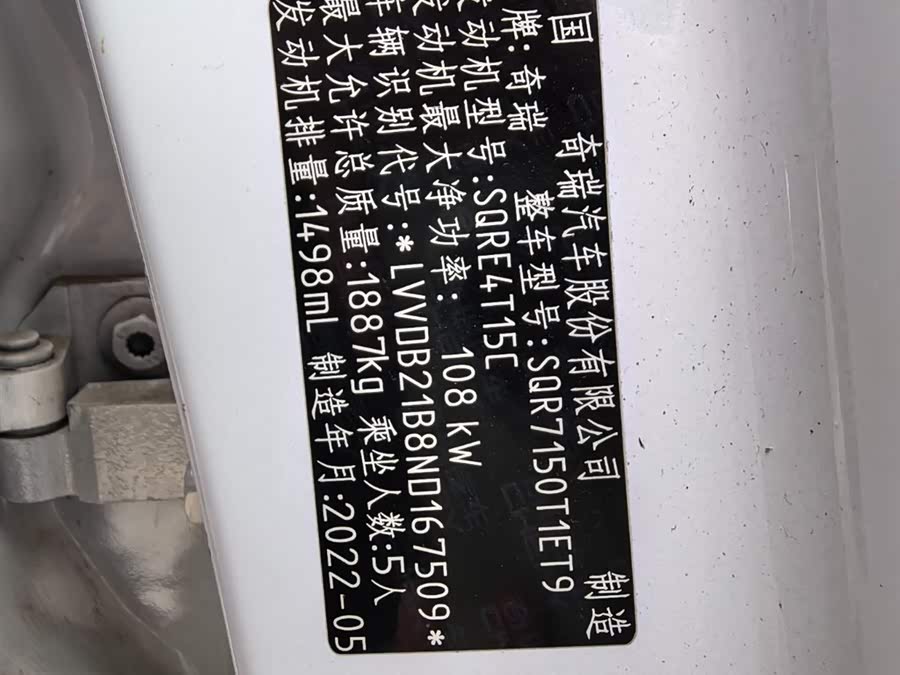 国 奇瑞汽车股份有限公司 制造
牌:奇瑞 整车型号:SQR7150T1ET9
发动机型号:SQRE4T15C
发动机最大净功率: 108 kW
车辆识别代号:*LVVDB21B8ND167509*
最大允许总质量:1887kg 乘坐人数:5人
发动机排量:1498mL 制造年月:2022-05